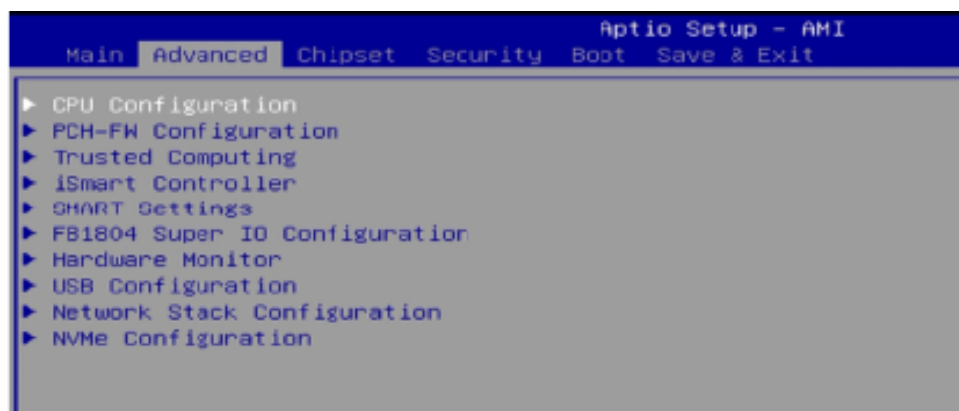 Aptio Setup - AMI
Main Advanced Chipset Security Boot Save & Exit
▶ CPU Configuration
▶ PCH-FW Configuration
▶ Trusted Computing
▶ iSmart Controller
▶ SMART Settings
▶ F81804 Super IO Configuration
▶ Hardware Monitor
▶ USB Configuration
▶ Network Stack Configuration
▶ NVMe Configuration